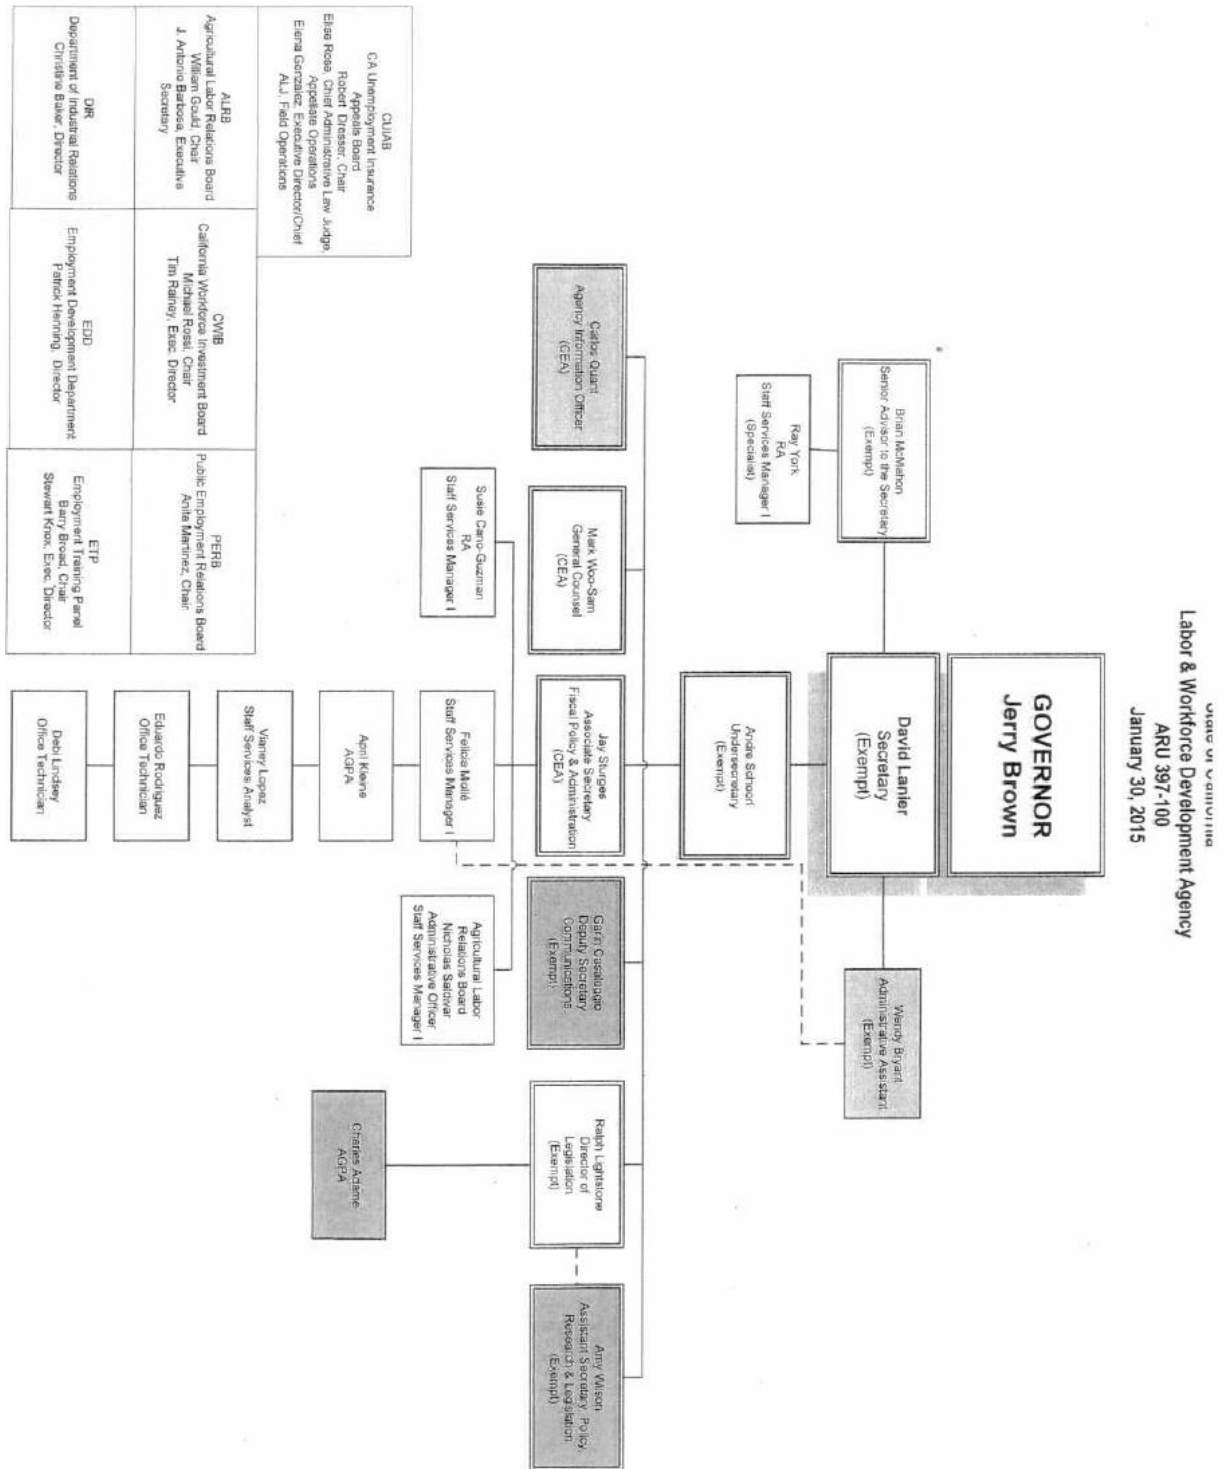 State of California
Labor & Workforce Development Agency
ARU 397-100
January 30, 2015
GOVERNOR
Jerry Brown
David Lanier
Secretary
(Exempt)
Brian McMahon
Senior Advisor to the Secretary
(Exempt)
Ray York
RA
Staff Services Manager I
(Specialist)
Wendy Bryant
Administrative Assistant
(Exempt)
Andre Schoorl
Undersecretary
(Exempt)
Carlos Quant
Agency Information Officer
(CEA)
Mark Woo-Sam
General Counsel
(CEA)
Jay Sturges
Associate Secretary
Fiscal Policy & Administration
(CEA)
Garin Casaleggio
Deputy Secretary
Communications
(Exempt)
Ralph Lightstone
Director of
Legislation
(Exempt)
Amy Wilson
Assistant Secretary, Policy,
Research & Legislation
(Exempt)
Susie Cano-Guzman
RA
Staff Services Manager I
Felicia Mollé
Staff Services Manager I
Agricultural Labor
Relations Board
Administrative Officer
Nicholas Saldivar
Staff Services Manager I
Charles Adame
AGPA
April Kleine
AGPA
Vianey Lopez
Staff Services Analyst
Eduardo Rodriguez
Office Technician
Debi Lindsey
Office Technician
CUIAB
CA Unemployment Insurance
Appeals Board
Robert Dresser, Chair
Elise Rose, Chief Administrative Law Judge,
Appellate Operations
Elena Gonzalez, Executive Director/Chief
ALJ, Field Operations
ALRB
Agricultural Labor Relations Board
William Gould, Chair
J. Antonio Barbosa, Executive
Secretary
CWIB
California Workforce Investment Board
Michael Rossi, Chair
Tim Rainey, Exec. Director
PERB
Public Employment Relations Board
Anita Martinez, Chair
DIR
Department of Industrial Relations
Christine Baker, Director
EDD
Employment Development Department
Patrick Henning, Director
ETP
Employment Training Panel
Barry Broad, Chair
Stewart Knox, Exec. Director